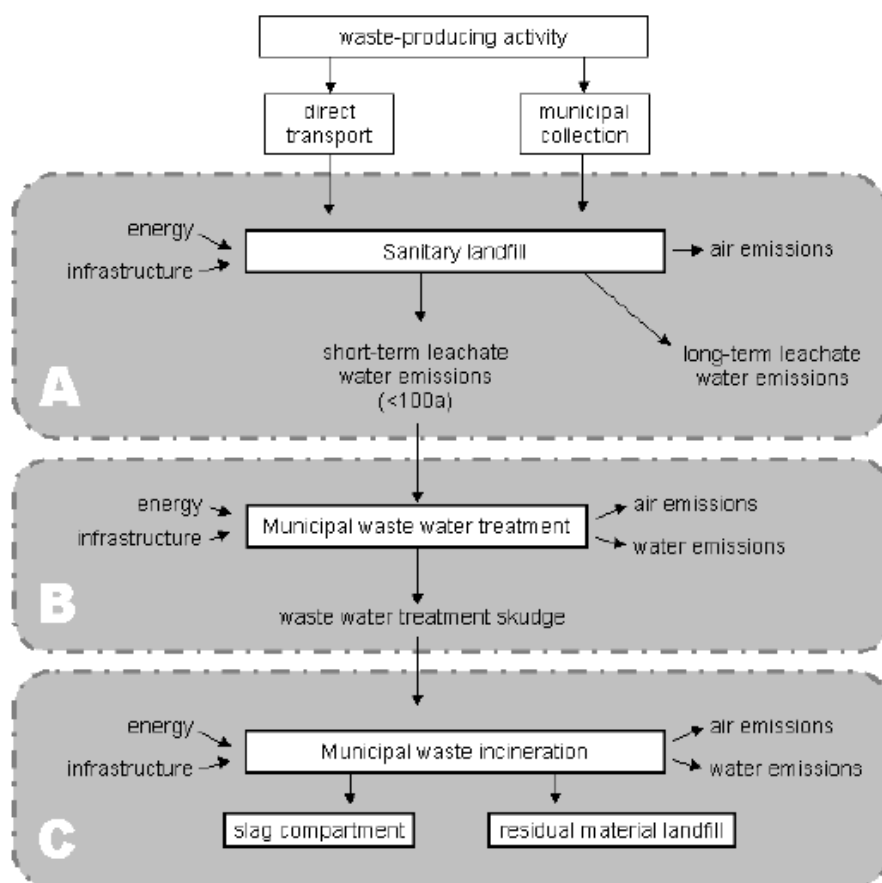 waste-producing activity
direct
transport
municipal
collection
energy
infrastructure
Sanitary landfill
air emissions
short-term leachate
water emissions
(<100a)
long-term leachate
water emissions
A
energy
infrastructure
Municipal waste water treatment
air emissions
water emissions
waste water treatment skudge
B
energy
infrastructure
Municipal waste incineration
air emissions
water emissions
slag compartment
residual material landfill
C